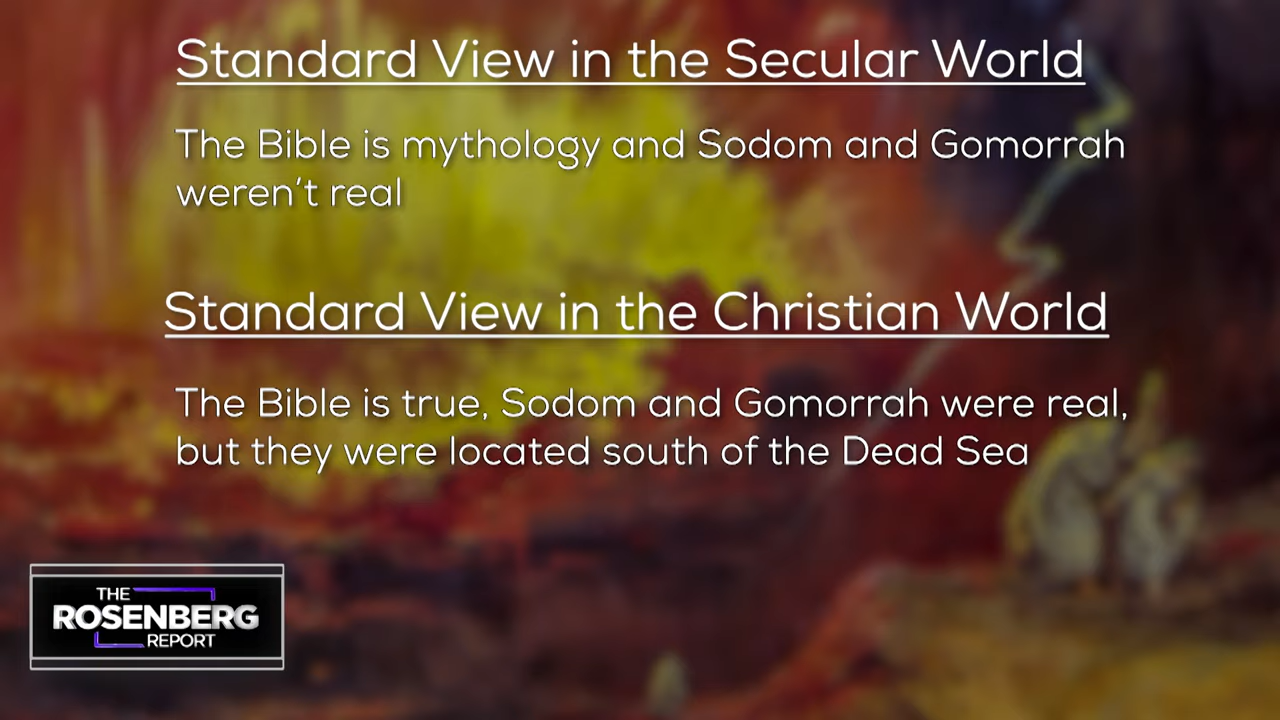 Standard View in the Secular World
The Bible is mythology and Sodom and Gomorrah
weren't real
Standard View in the Christian World
The Bible is true, Sodom and Gomorrah were real,
but they were located south of the Dead Sea
THE
ROSENBERG
REPORT